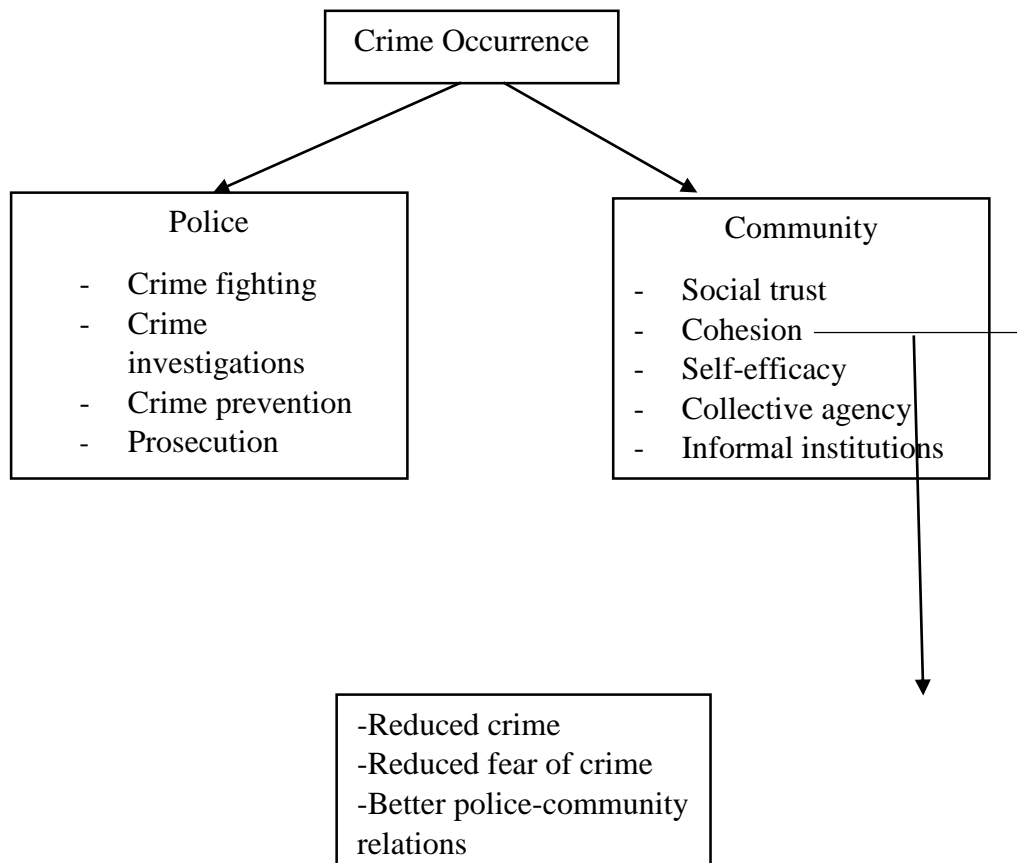 Crime Occurrence
Police
- Crime fighting
- Crime
investigations
- Crime prevention
- Prosecution
Community
- Social trust
- Cohesion
- Self-efficacy
- Collective agency
- Informal institutions
-Reduced crime
-Reduced fear of crime
-Better police-community
relations